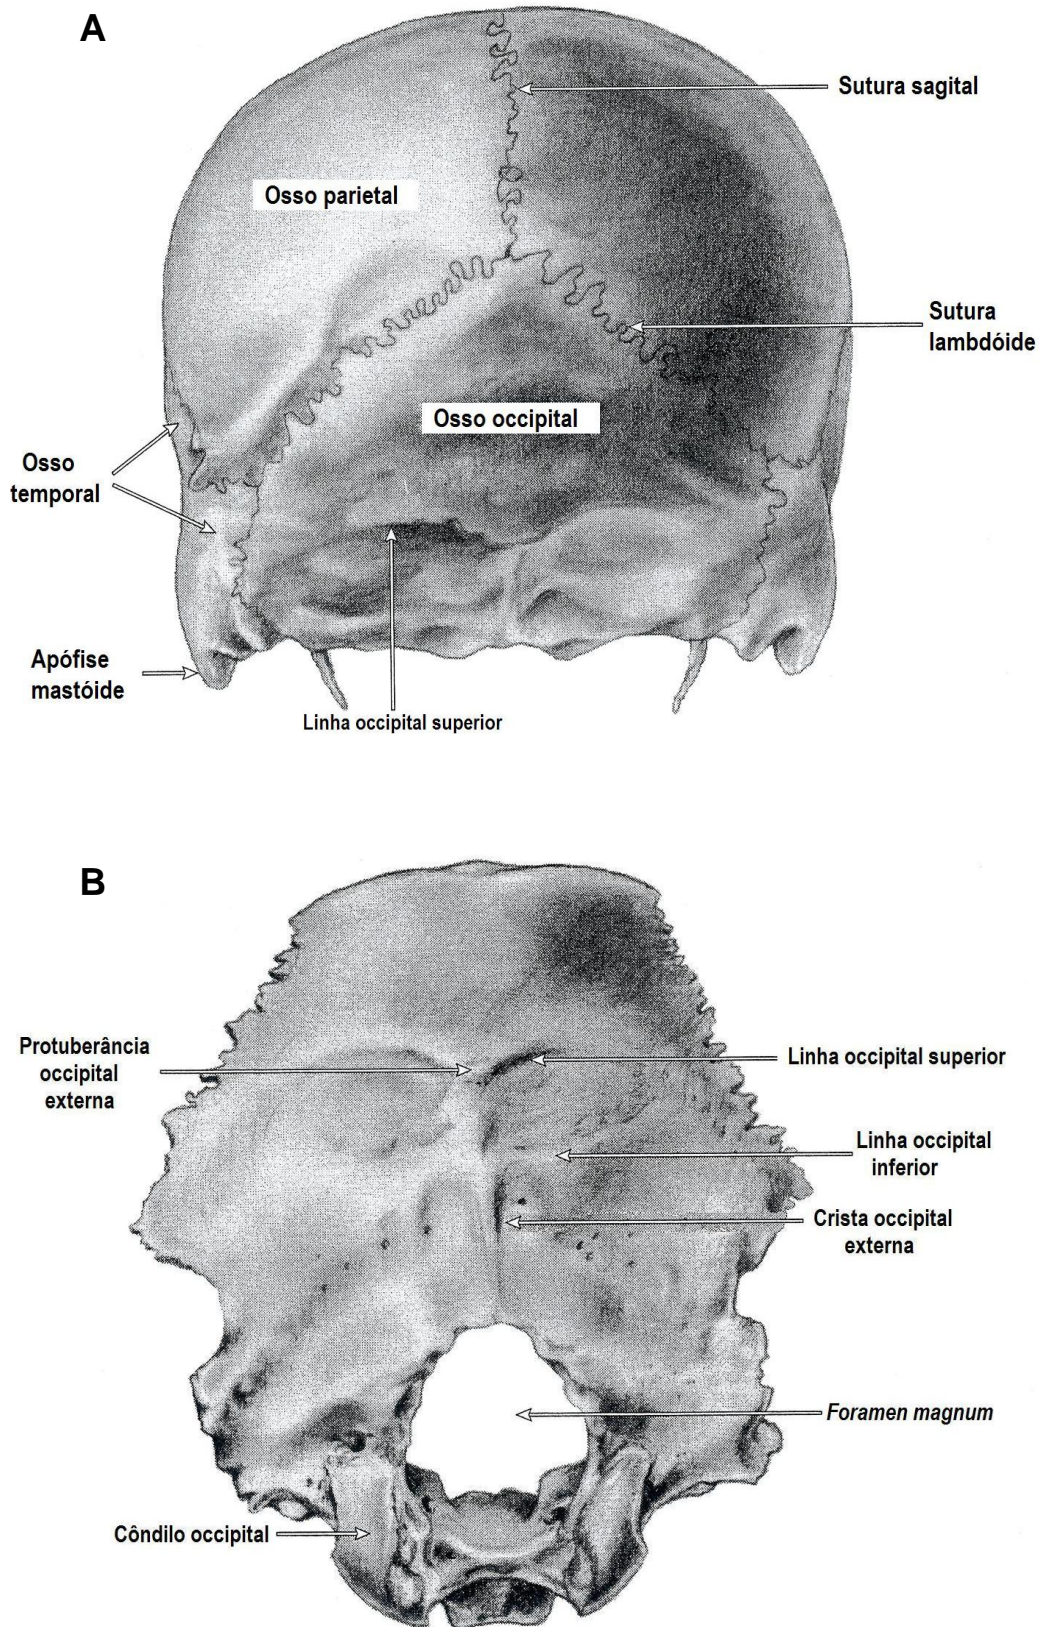 A
Sutura sagital
Osso parietal
Sutura
lambdóide
Osso occipital
Osso
temporal
Apófise
mastóide
Linha occipital superior
B
Protuberância
occipital
externa
Linha occipital superior
Linha occipital
inferior
Crista occipital
externa
Foramen magnum
Côndilo occipital